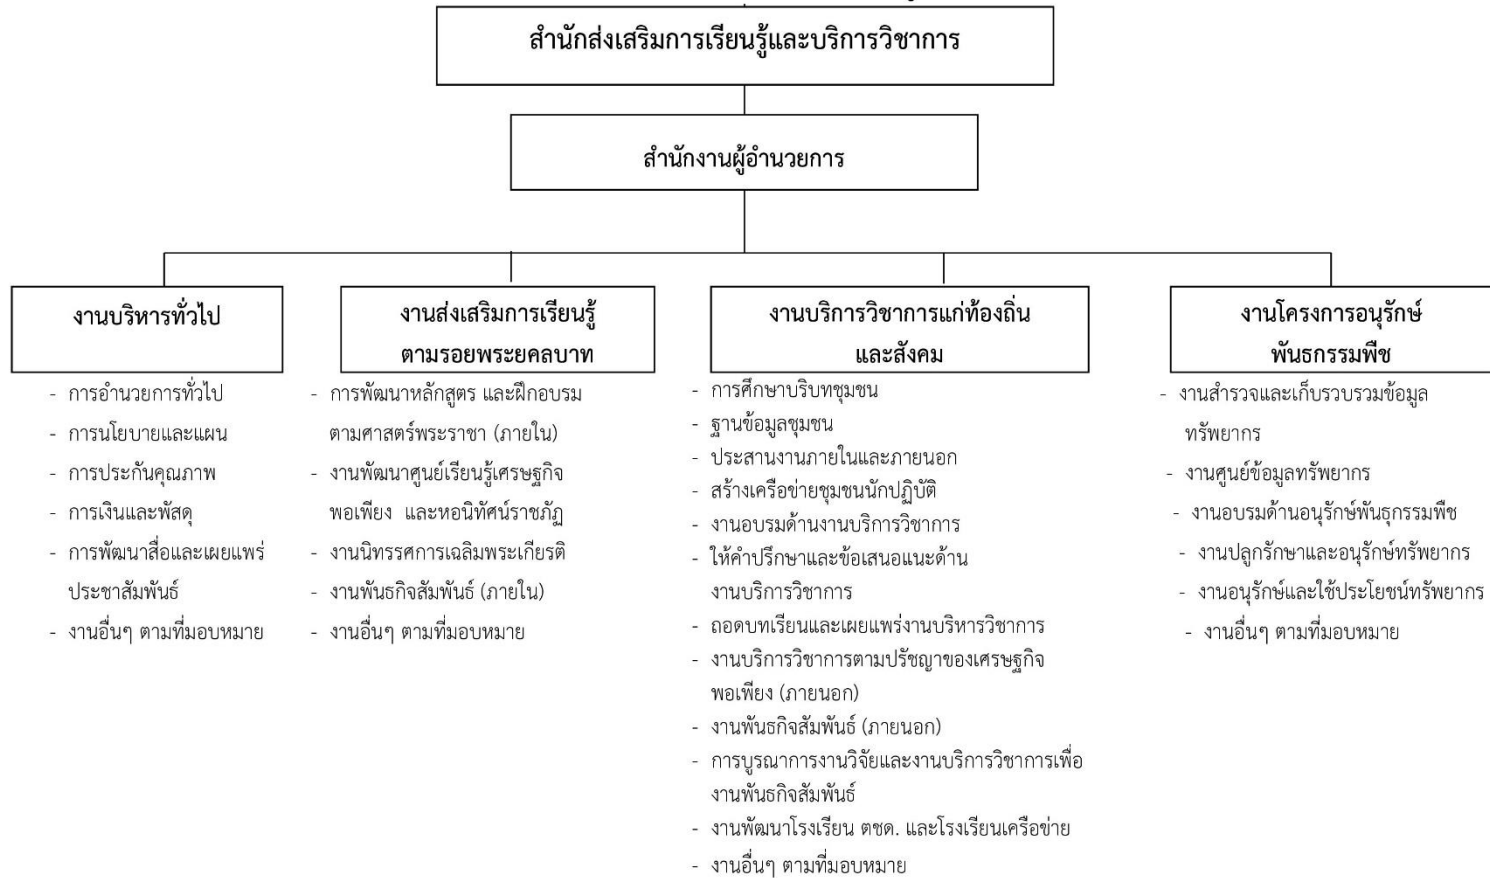 สำนักส่งเสริมการเรียนรู้และบริการวิชาการ
สำนักงานผู้อำนวยการ
งานบริหารทั่วไป
- การอำนวยการทั่วไป
- การนโยบายและแผน
- การประกันคุณภาพ
- การเงินและพัสดุ
- การพัฒนาสื่อและเผยแพร่
ประชาสัมพันธ์
- งานอื่นๆ ตามที่มอบหมาย
งานส่งเสริมการเรียนรู้
ตามรอยพระยคลบาท
- การพัฒนาหลักสูตร และฝึกอบรม
ตามศาสตร์พระราชา (ภายใน)
- งานพัฒนาศูนย์เรียนรู้เศรษฐกิจ
พอเพียง และหอนิทัศน์ราชภัฏ
- งานนิทรรศการเฉลิมพระเกียรติ
- งานพันธกิจสัมพันธ์ (ภายใน)
- งานอื่นๆ ตามที่มอบหมาย
งานบริการวิชาการแก่ท้องถิ่น
และสังคม
- การศึกษาบริบทชุมชน
- ฐานข้อมูลชุมชน
- ประสานงานภายในและภายนอก
- สร้างเครือข่ายชุมชนนักปฏิบัติ
- งานอบรมด้านงานบริการวิชาการ
- ให้คำปรึกษาและข้อเสนอแนะด้าน
งานบริการวิชาการ
- ถอดบทเรียนและเผยแพร่งานบริหารวิชาการ
- งานบริการวิชาการตามปรัชญาของเศรษฐกิจ
พอเพียง (ภายนอก)
- งานพันธกิจสัมพันธ์ (ภายนอก)
- การบูรณาการงานวิจัยและงานบริการวิชาการเพื่อ
งานพันธกิจสัมพันธ์
- งานพัฒนาโรงเรียน ตชด. และโรงเรียนเครือข่าย
- งานอื่นๆ ตามที่มอบหมาย
งานโครงการอนุรักษ์
พันธกรรมพืช
- งานสำรวจและเก็บรวบรวมข้อมูล
ทรัพยากร
- งานศูนย์ข้อมูลทรัพยากร
- งานอบรมด้านอนุรักษ์พันธุกรรมพืช
- งานปลูกรักษาและอนุรักษ์ทรัพยากร
- งานอนุรักษ์และใช้ประโยชน์ทรัพยากร
- งานอื่นๆ ตามที่มอบหมาย